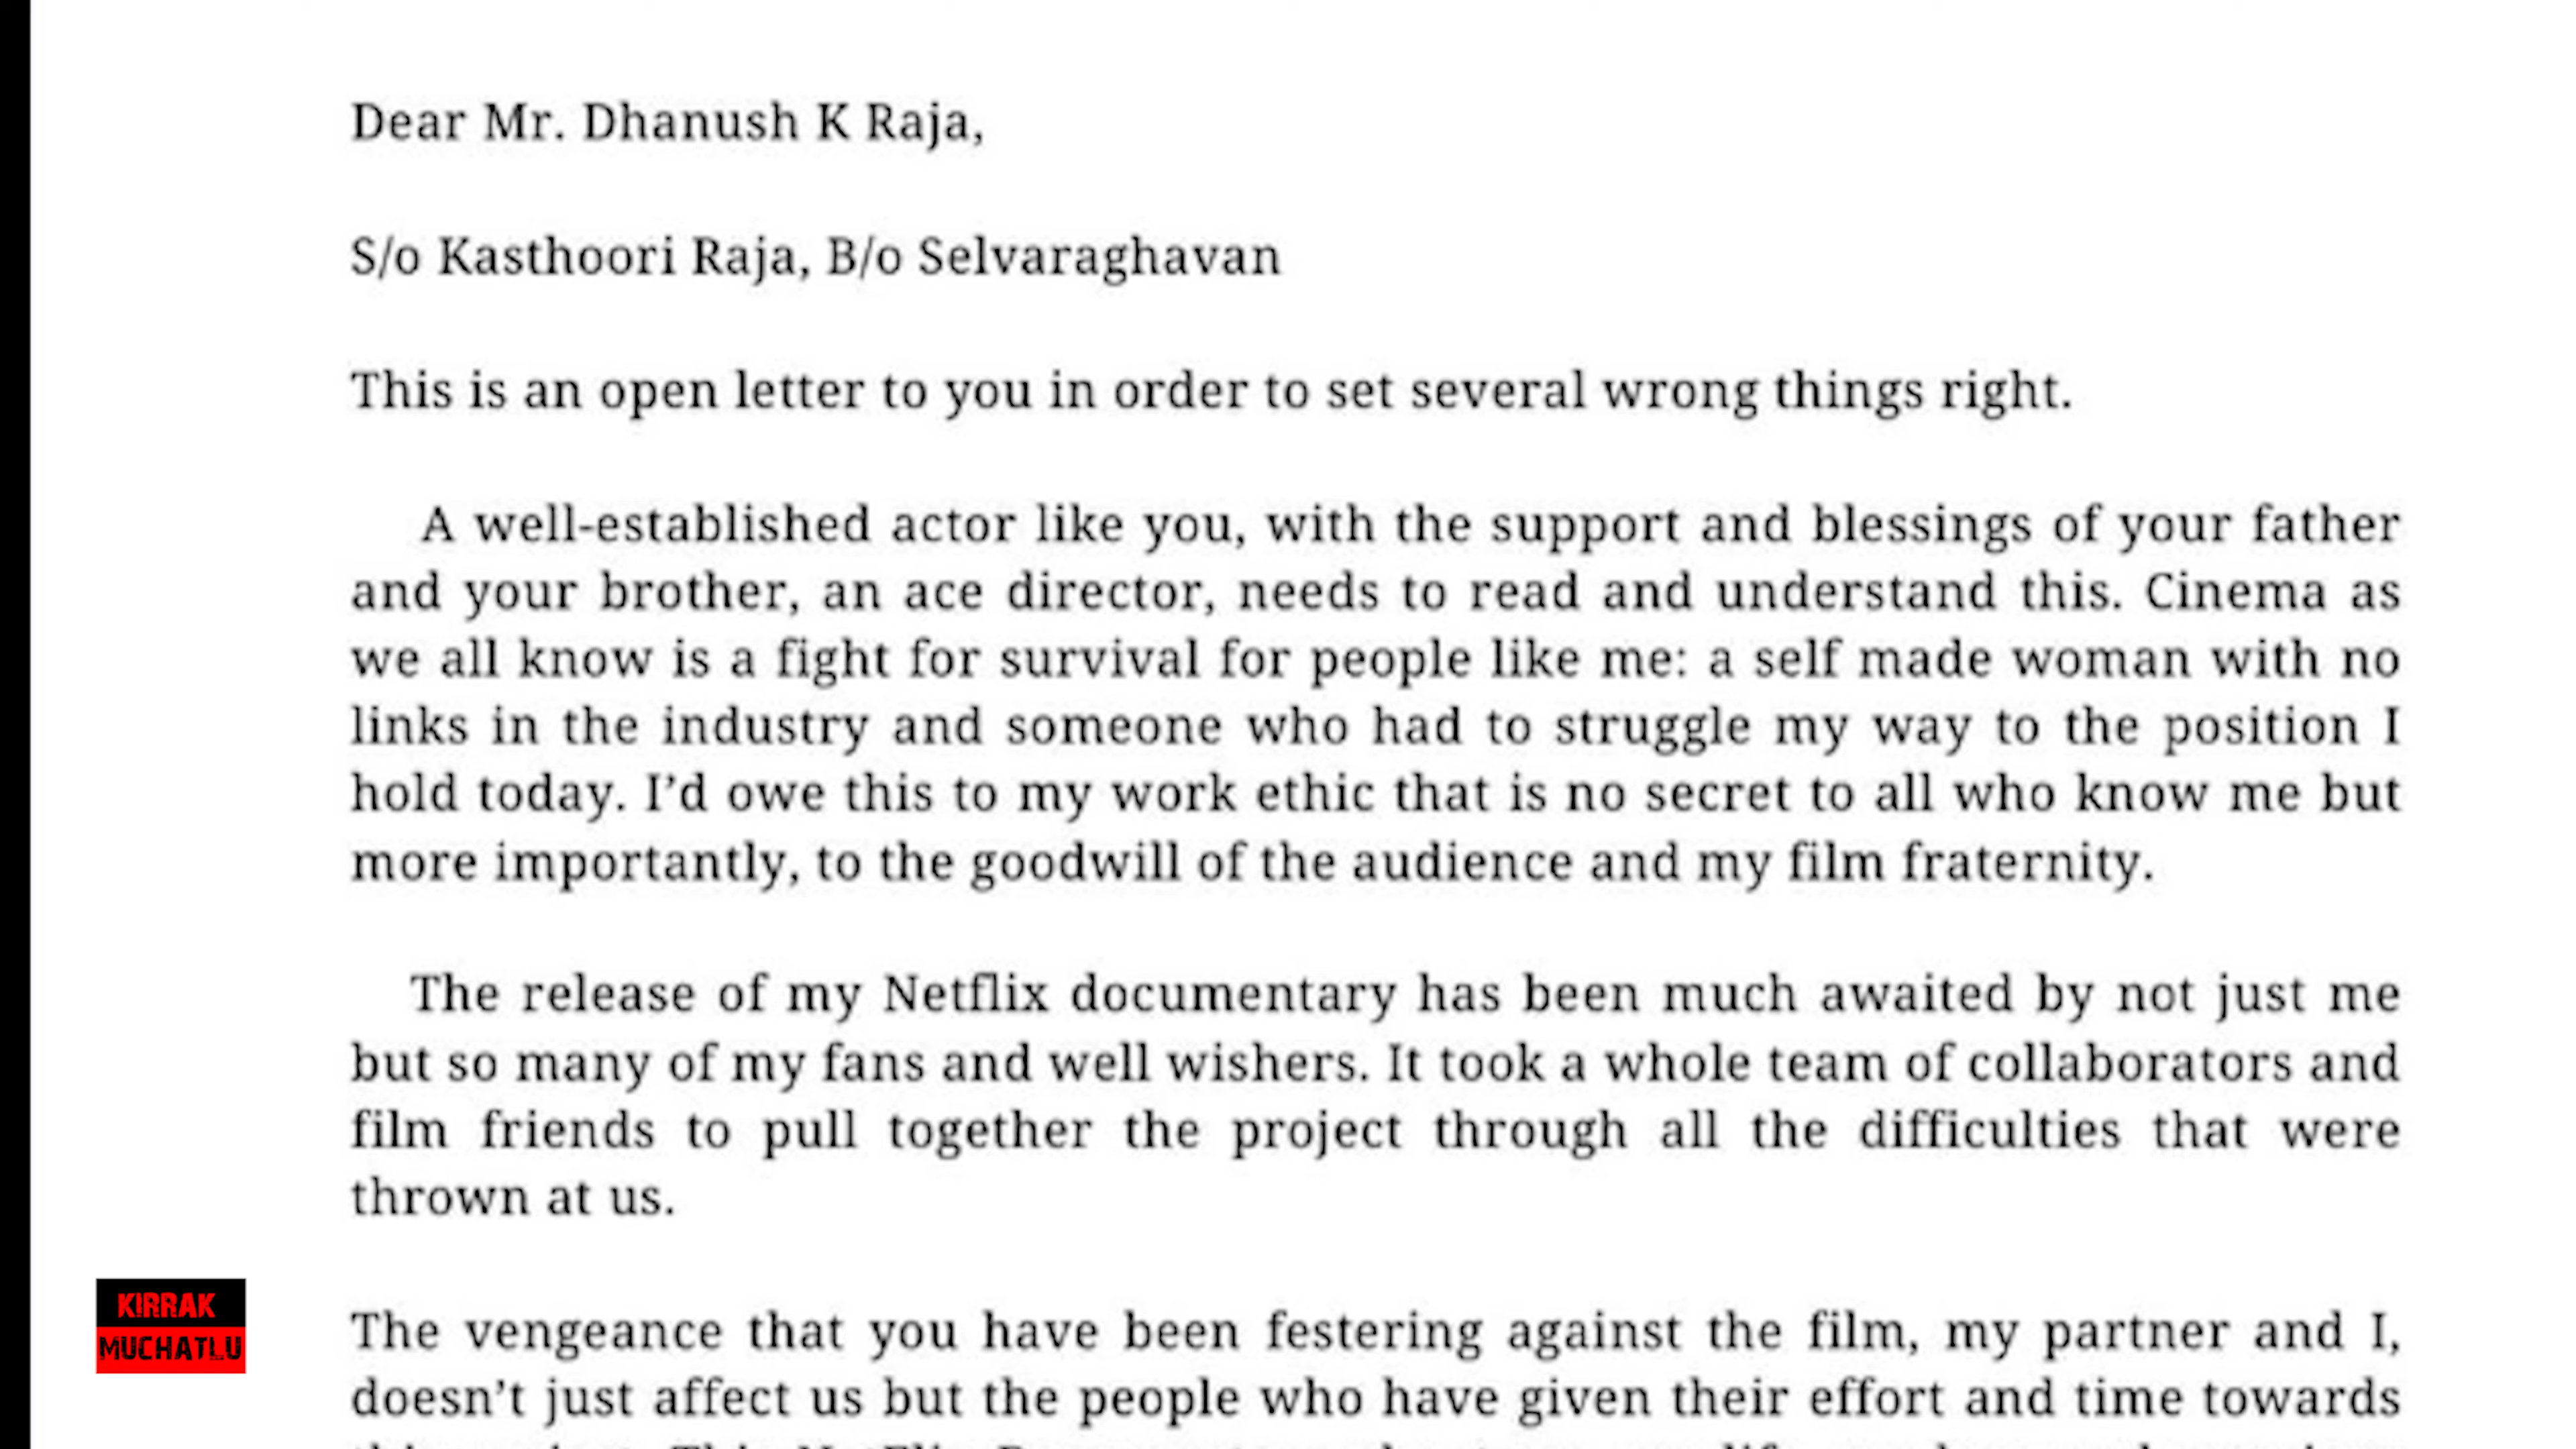 Dear Mr. Dhanush K Raja,
S/o Kasthoori Raja, B/o Selvaraghavan
This is an open letter to you in order to set several wrong things right.
A well-established actor like you, with the support and blessings of your father
and your brother, an ace director, needs to read and understand this. Cinema as
we all know is a fight for survival for people like me: a self made woman with no
links in the industry and someone who had to struggle my way to the position I
hold today. I’d owe this to my work ethic that is no secret to all who know me but
more importantly, to the goodwill of the audience and my film fraternity.
The release of my Netflix documentary has been much awaited by not just me
but so many of my fans and well wishers. It took a whole team of collaborators and
film friends to pull together the project through all the difficulties that were
thrown at us.
The vengeance that you have been festering against the film, my partner and I,
doesn’t just affect us but the people who have given their effort and time towards
KIRRAK
MUCHATLU